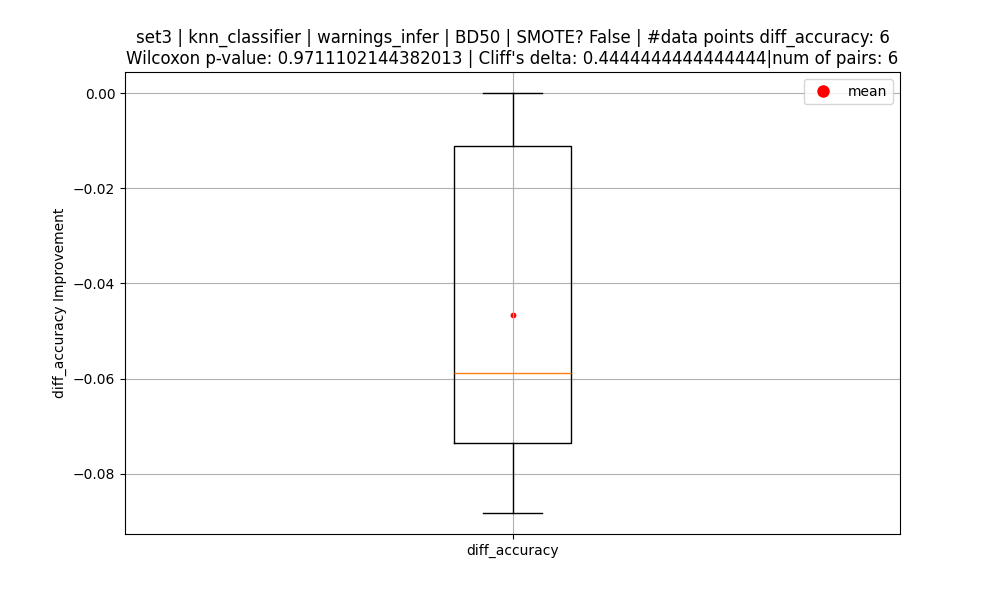 set3 | knn_classifier | warnings_infer | BD50 | SMOTE? False | #data points diff_accuracy: 6
Wilcoxon p-value: 0.9711102144382013 | Cliff's delta: 0.4444444444444444|num of pairs: 6
mean
0.00
−0.02
−0.04
−0.06
−0.08
diff_accuracy Improvement
diff_accuracy